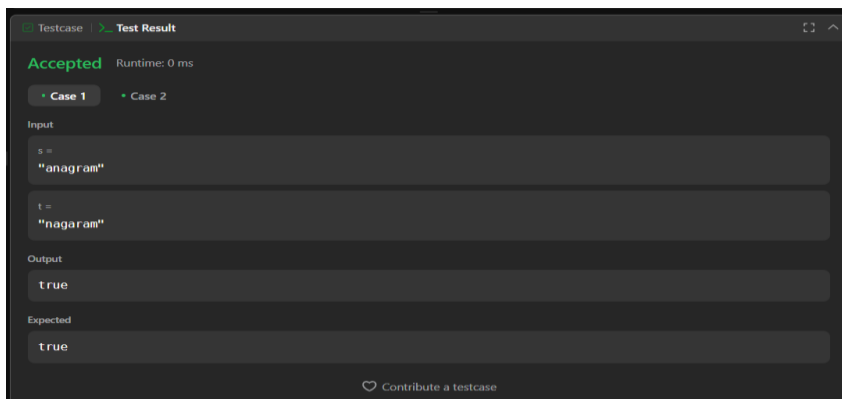 Testcase | >_ Test Result
Accepted Runtime: 0 ms
• Case 1 • Case 2
Input
s =
"anagram"
t =
"nagaram"
Output
true
Expected
true
Contribute a testcase